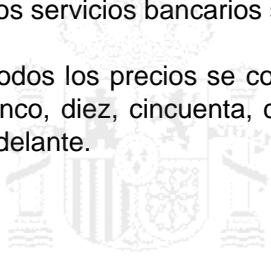 os servicios bancarios
odos los precios se co
nco, diez, cincuenta,
delante.